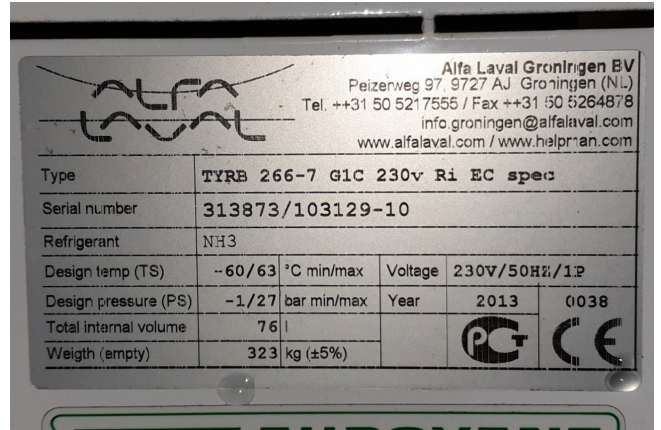 ALFA
LAVAL
Alfa Laval Groningen BV
Peizerweg 97, 9727 AJ Groningen (NL)
Tel. ++31 50 5217555 / Fax ++31 50 5264878
info.groningen@alfalaval.com
www.alfalaval.com / www.helpman.com
Type TYRB 266-7 G1C 230v Ri EC spec
Serial number 313873/103129-10
Refrigerant NH3
Design temp (TS) -60/63 °C min/max Voltage 230V/50HZ/1P
Design pressure (PS) -1/27 bar min/max Year 2013 0038
Total internal volume 76 l
Weigth (empty) 323 kg (±5%)
PCT CE